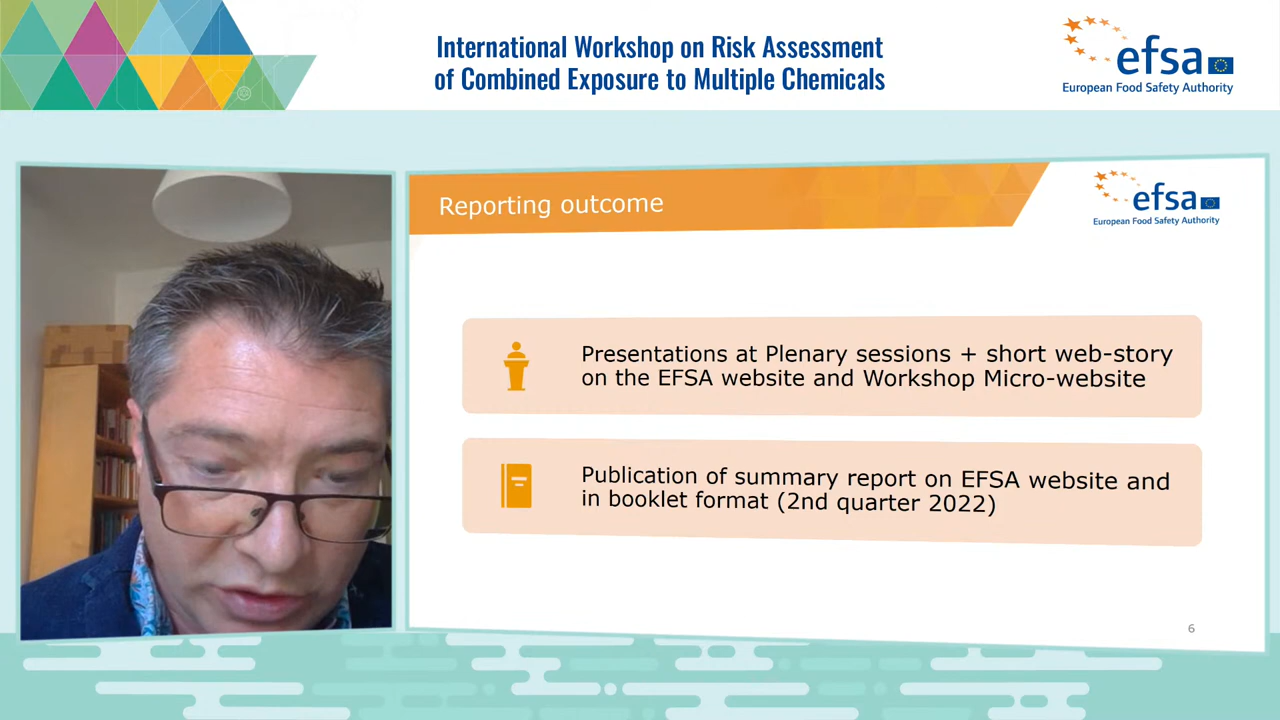 International Workshop on Risk Assessment
of Combined Exposure to Multiple Chemicals
efsa
European Food Safety Authority
Reporting outcome
efsa
European Food Safety Authority
Presentations at Plenary sessions + short web-story
on the EFSA website and Workshop Micro-website
Publication of summary report on EFSA website and
in booklet format (2nd quarter 2022)
6